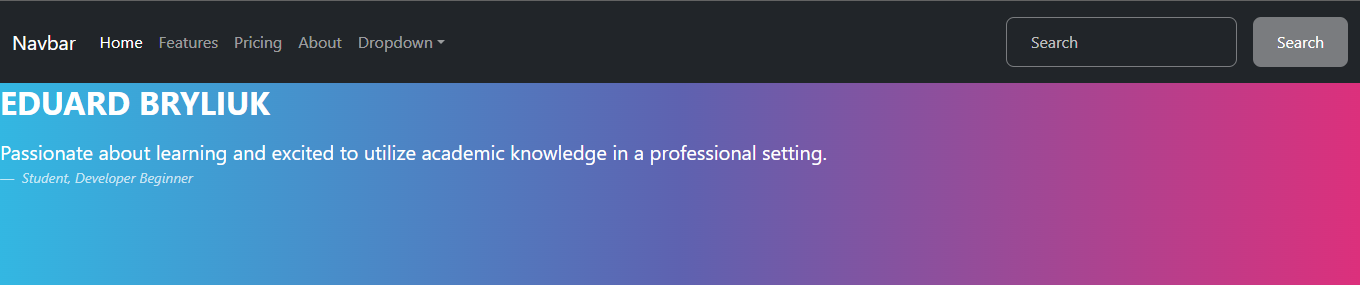 Navbar Home Features Pricing About Dropdown Search Search
EDUARD BRYLIUK
Passionate about learning and excited to utilize academic knowledge in a professional setting.
— Student, Developer Beginner